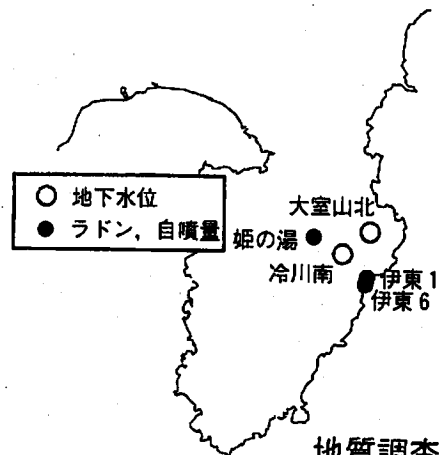 ○ 地下水位
● ラドン, 自噴量
大室山北
姫の湯
冷川南
伊東 1
伊東 6
地質調査